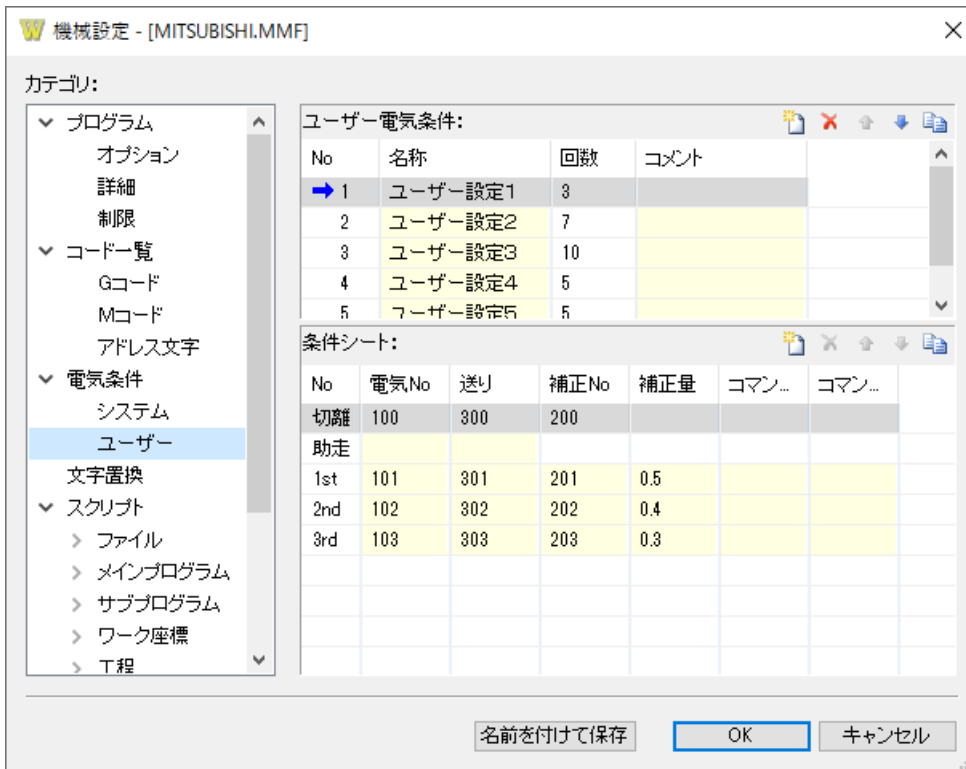 機械設定 - [MITSUBISHI.MMF]
カテゴリ:
プログラム
オプション
詳細
制限
コード一覧
Gコード
Mコード
アドレス文字
電気条件
システム
ユーザー
文字置換
スクリプト
ファイル
メインプログラム
サブプログラム
ワーク座標
工程
ユーザー電気条件:
No 名称 回数 コメント
1 ユーザー設定1 3
2 ユーザー設定2 7
3 ユーザー設定3 10
4 ユーザー設定4 5
5 ユーザー設定5 5
条件シート:
No 電気No 送り 補正No 補正量 コマン... コマン...
切離 100 300 200
助走
1st 101 301 201 0.5
2nd 102 302 202 0.4
3rd 103 303 203 0.3
名前を付けて保存 OK キャンセル